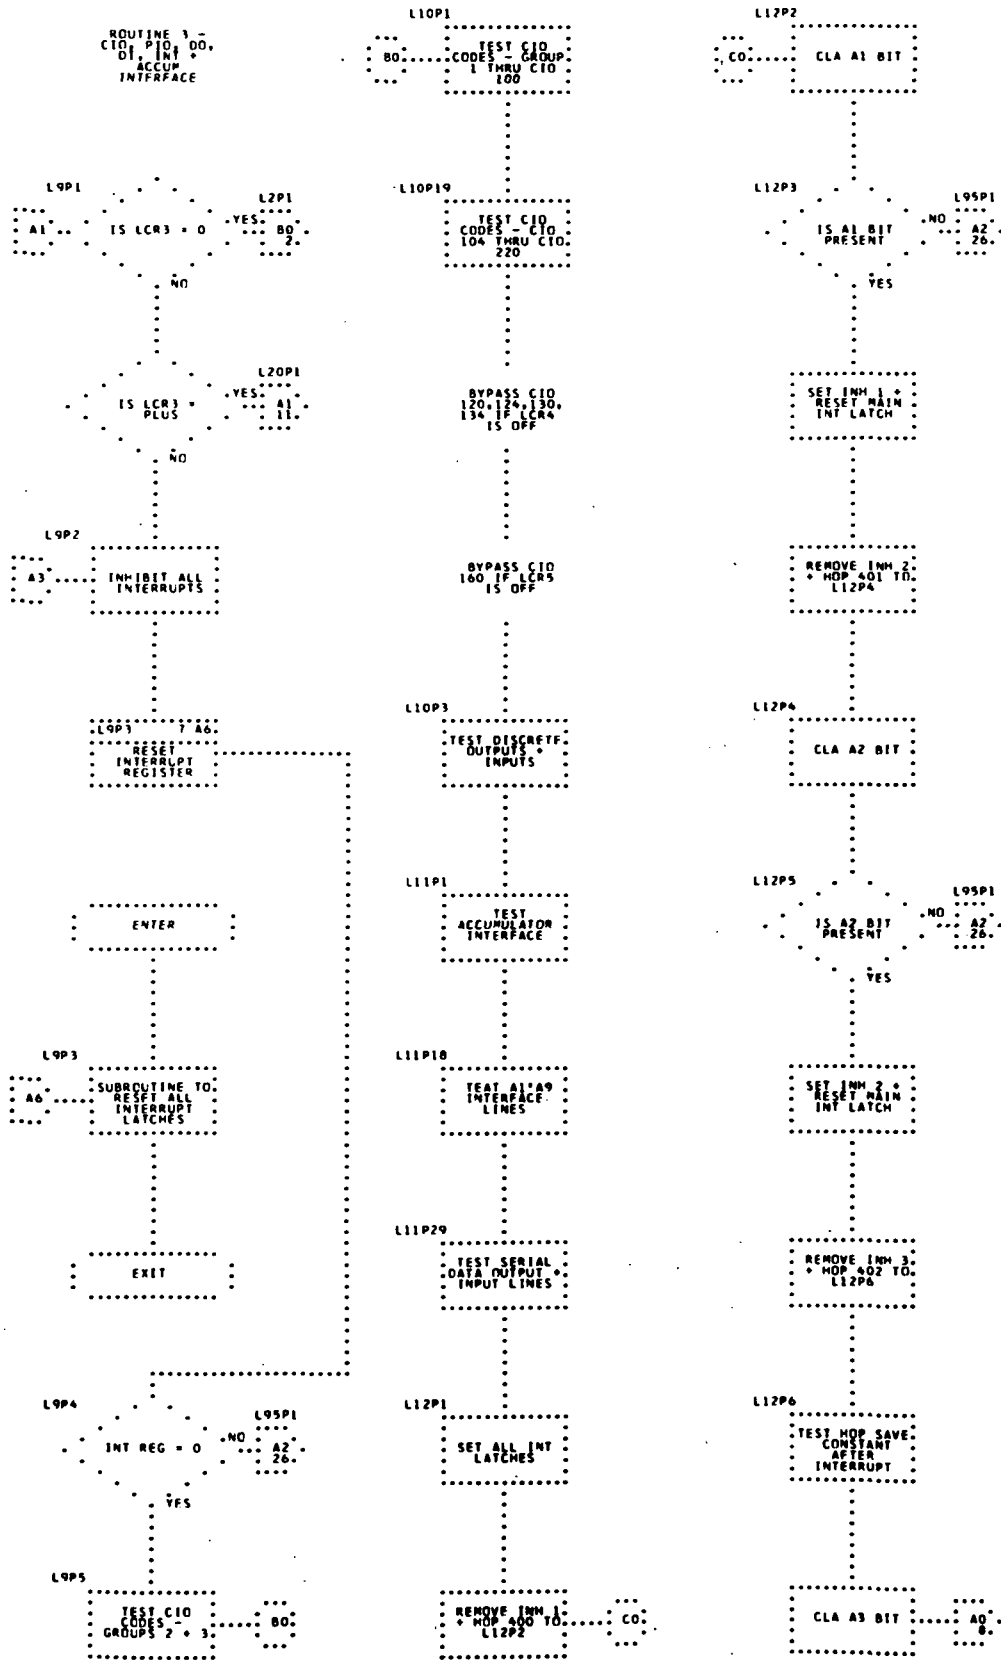 ROUTINE 3 -
CIO, PIO, DO,
DI, INT +
ACCUM
INTERFACE
L9P1
A1
IS LCR3 = 0
YES
L2P1
B0
2
NO
IS LCR3 =
PLUS
YES
L20P1
A1
11
NO
L9P2
A3
INHIBIT ALL
INTERRUPTS
L9P3 7 A6
RESET
INTERRUPT
REGISTER
ENTER
L9P3
A6
SUBROUTINE TO
RESET ALL
INTERRUPT
LATCHES
EXIT
L9P4
INT REG = 0
NO
L95P1
A2
26
YES
L9P5
TEST CIO
CODES -
GROUPS 2 + 3
B0
L10P1
B0
TEST CIO
CODES - GROUP
1 THRU CIO
100
L10P19
TEST CIO
CODES - CIO
104 THRU CIO
220
BYPASS CIO
120,124,130,
134 IF LCR4
IS OFF
BYPASS CIO
160 IF LCR5
IS OFF
L10P3
TEST DISCRETE
OUTPUTS +
INPUTS
L11P1
TEST
ACCUMULATOR
INTERFACE
L11P18
TEAT A1*A9
INTERFACE
LINES
L11P29
TEST SERIAL
DATA OUTPUT +
INPUT LINES
L12P1
SET ALL INT
LATCHES
REMOVE INH 1
+ HOP 400 TO
L12P2
C0
L12P2
C0
CLA A1 BIT
L12P3
IS A1 BIT
PRESENT
NO
L95P1
A2
26
YES
SET INH 1 +
RESET MAIN
INT LATCH
REMOVE INH 2
+ HOP 401 TO
L12P4
L12P4
CLA A2 BIT
L12P5
IS A2 BIT
PRESENT
NO
L95P1
A2
26
YES
SET INH 2 +
RESET MAIN
INT LATCH
REMOVE INH 3
+ HOP 402 TO
L12P6
L12P6
TEST HOP SAVE
CONSTANT
AFTER
INTERRUPT
CLA A3 BIT
A0
8